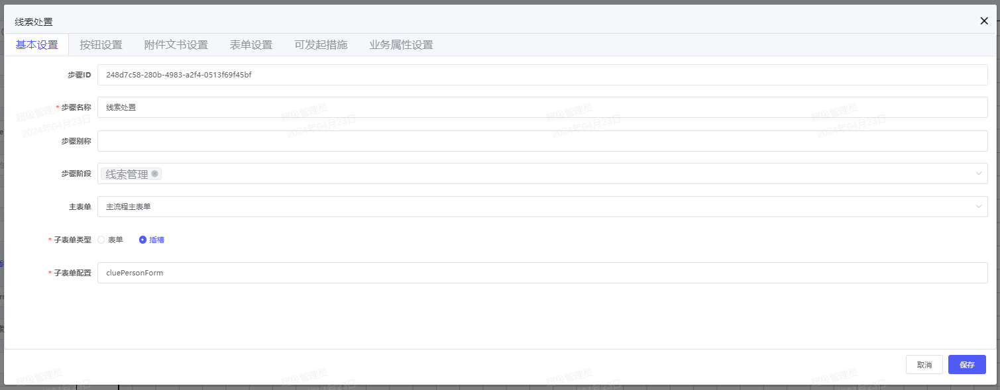 线索处置
基本设置 按钮设置 附件文书设置 表单设置 可发起措施 业务属性设置
步骤ID 248d7c58-280b-4983-a2f4-0513f69f45bf
* 步骤名称 线索处置
超级管理员 超级管理员 超级管理员 超级管理员
2024年04月23日 2024年04月23日 2024年04月23日 2024年04月23日
步骤别称
步骤阶段 线索管理
主表单 主流程主表单
* 子表单类型 表单 插槽
* 子表单配置 cluePersonForm
取消 保存
超级管理员 超级管理员 超级管理员 超级管理员